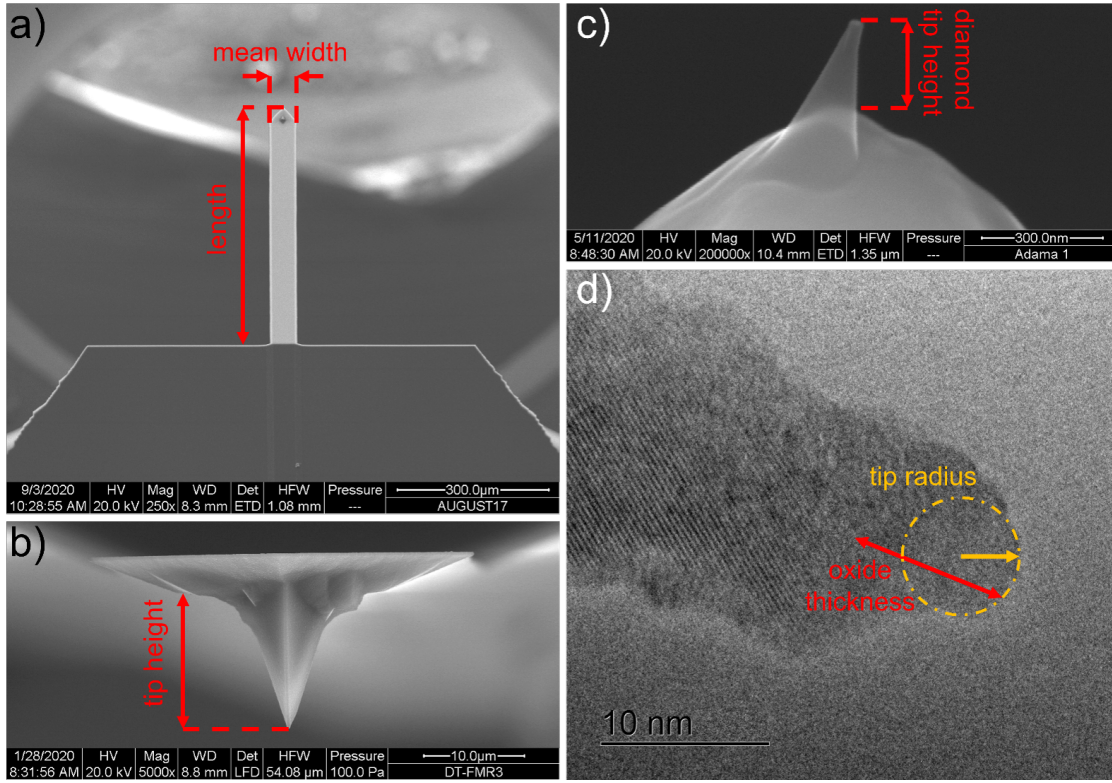 a)
mean width
length
9/3/2020 HV Mag WD Det HFW Pressure 300.0µm
10:28:55 AM 20.0 kV 250x 8.3 mm ETD 1.08 mm --- AUGUST17
b)
tip height
1/28/2020 HV Mag WD Det HFW Pressure 10.0µm
8:31:56 AM 20.0 kV 5000x 8.8 mm LFD 54.08 µm 100.0 Pa DT-FMR3
c)
diamond
tip height
5/11/2020 HV Mag WD Det HFW Pressure 300.0nm
8:48:30 AM 20.0 kV 200000x 10.4 mm ETD 1.35 µm --- Adama 1
d)
tip radius
oxide
thickness
10 nm